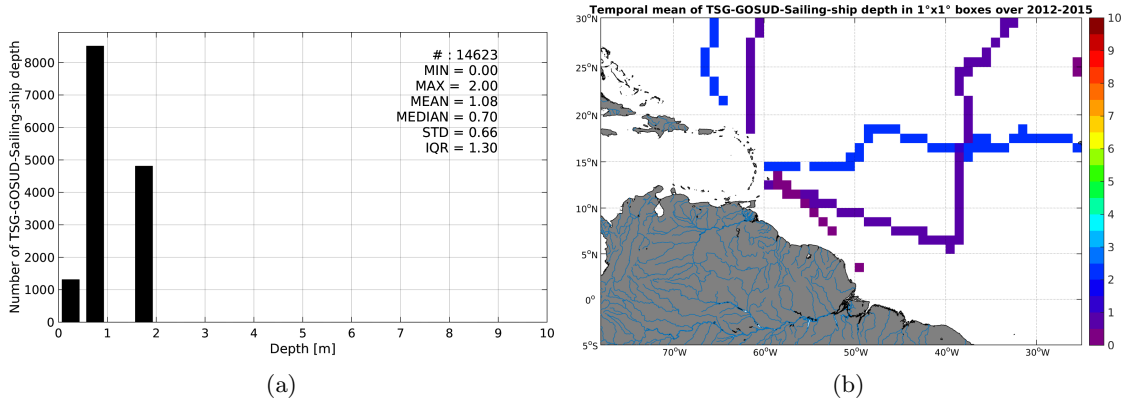 Number of TSG-GOSUD-Sailing-ship depth
8000
7000
6000
5000
4000
3000
2000
1000
0
# : 14623
MIN = 0.00
MAX = 2.00
MEAN = 1.08
MEDIAN = 0.70
STD = 0.66
IQR = 1.30
0 1 2 3 4 5 6 7 8 9 10
Depth [m]
(a)
Temporal mean of TSG-GOSUD-Sailing-ship depth in 1°x1° boxes over 2012-2015
30°N
25°N
20°N
15°N
10°N
5°N
0°
5°S
70°W 60°W 50°W 40°W 30°W
10
9
8
7
6
5
4
3
2
1
0
(b)